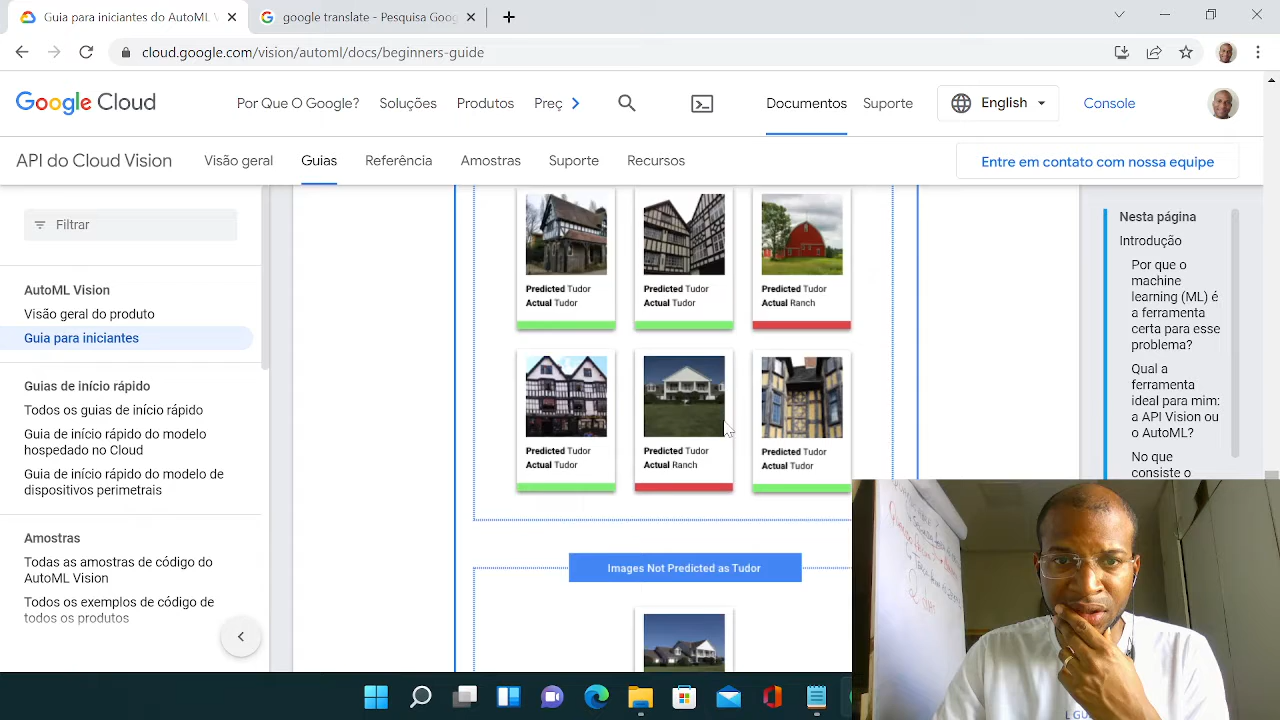 Guia para iniciantes do AutoML V
google translate - Pesquisa Goog
cloud.google.com/vision/automl/docs/beginners-guide
Google Cloud
Por Que O Google?
Soluções
Produtos
Preç
Documentos
Suporte
English
Console
API do Cloud Vision
Visão geral
Guias
Referência
Amostras
Suporte
Recursos
Entre em contato com nossa equipe
Filtrar
AutoML Vision
Visão geral do produto
Guia para iniciantes
Guias de início rápido
Todos os guias de início rápido
Guia de início rápido do modelo
hospedado no Cloud
Guia de início rápido do modelo de
dispositivos perimetrais
Amostras
Todas as amostras de código do
AutoML Vision
Todos os exemplos de código de
todos os produtos
Predicted Tudor
Actual Tudor
Predicted Tudor
Actual Tudor
Predicted Tudor
Actual Ranch
Predicted Tudor
Actual Tudor
Predicted Tudor
Actual Ranch
Predicted Tudor
Actual Tudor
Images Not Predicted as Tudor
Nesta página
Introdução
Por que o
machine
learning (ML) é
a ferramenta
certa para esse
problema?
Qual a
ferramenta
ideal para mim:
a API Vision ou
o AutoML?
No que
consiste o